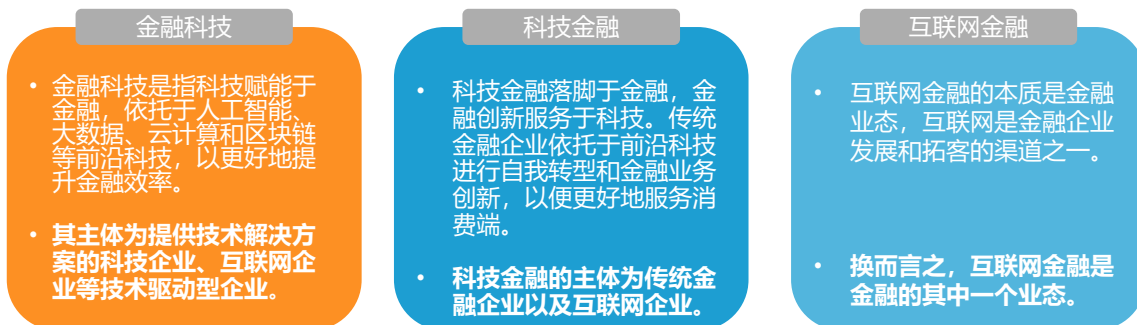 金融科技
• 金融科技是指科技赋能于
金融，依托于人工智能、
大数据、云计算和区块链
等前沿科技，以更好地提
升金融效率。
• 其主体为提供技术解决方
案的科技企业、互联网企
业等技术驱动型企业。
科技金融
• 科技金融落脚于金融，金
融创新服务于科技。传统
金融企业依托于前沿科技
进行自我转型和金融业务
创新，以便更好地服务消
费端。
• 科技金融的主体为传统金
融企业以及互联网企业。
互联网金融
• 互联网金融的本质是金融
业态，互联网是金融企业
发展和拓客的渠道之一。
• 换而言之，互联网金融是
金融的其中一个业态。